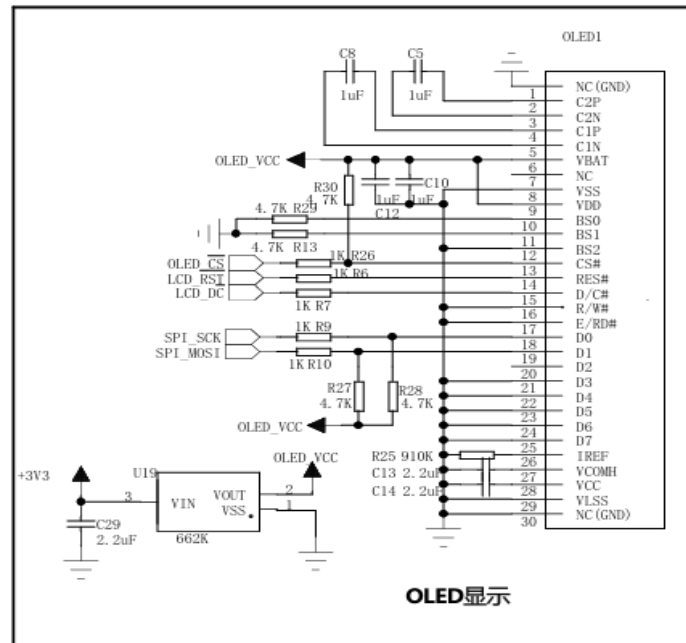 OLED1
C8
C5
1uF
1uF
NC(GND)
1
C2P
2
C2N
3
C1P
4
C1N
5
VBAT
6
NC
7
VSS
8
VDD
9
BS0
10
BS1
11
BS2
12
CS#
13
RES#
14
D/C#
15
R/W#
16
E/RD#
17
D0
18
D1
19
D2
20
D3
21
D4
22
D5
23
D6
24
D7
25
IREF
26
VCOMH
27
VCC
28
VLSS
29
NC(GND)
30
OLED_VCC
R30
4.7K
1uF
C12
C10
1uF
4.7K R29
4.7K R13
OLED_CS
1K R26
LCD_RST
1K R6
LCD_DC
1K R7
SPI_SCK
1K R9
SPI_MOSI
1K R10
R27
4.7K
R28
4.7K
OLED_VCC
R25 910K
C13 2.2uF
C14 2.2uF
+3V3
U19
OLED_VCC
3
VIN
VOUT
2
VSS
1
662K
C29
2.2uF
OLED显示